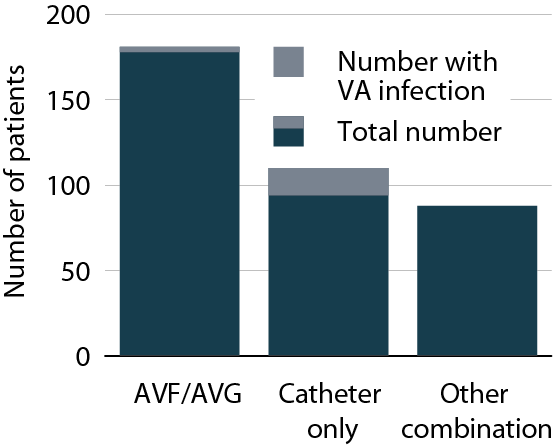 Number of patients
200
150
100
50
0
Number with
VA infection
Total number
AVF/AVG
Catheter
only
Other
combination